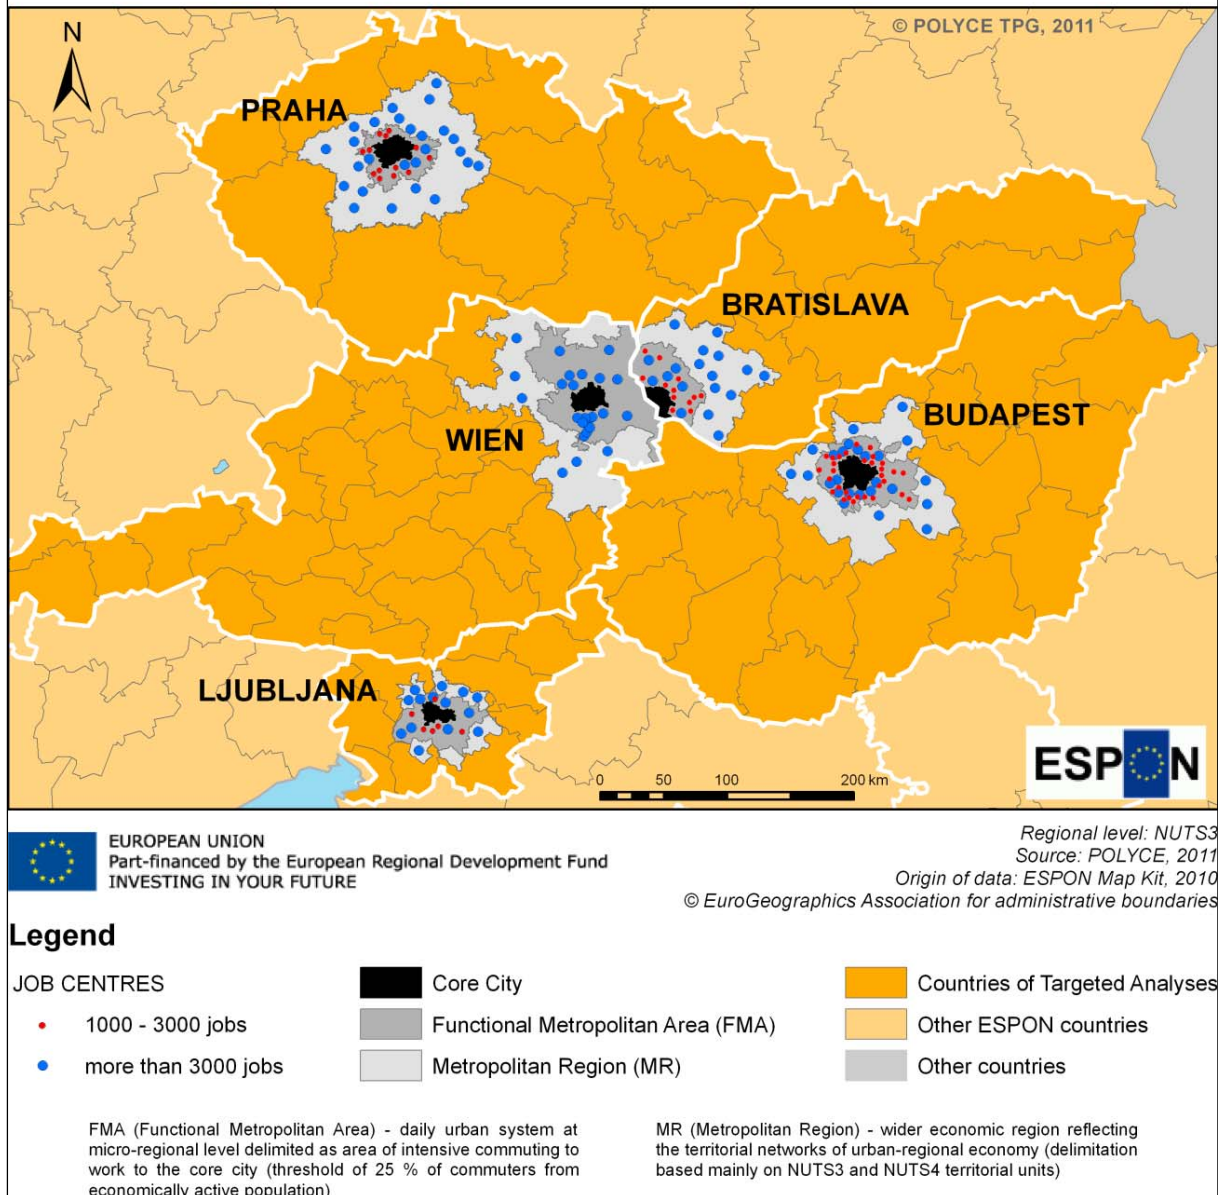 © POLYCE TPG, 2011
N
PRAHA
BRATISLAVA
BUDAPEST
WIEN
LJUBLJANA
0 50 100 200 km
ESPON
EUROPEAN UNION
Part-financed by the European Regional Development Fund
INVESTING IN YOUR FUTURE
Regional level: NUTS3
Source: POLYCE, 2011
Origin of data: ESPON Map Kit, 2010
© EuroGeographics Association for administrative boundaries
Legend
JOB CENTRES
1000 - 3000 jobs
more than 3000 jobs
Core City
Functional Metropolitan Area (FMA)
Metropolitan Region (MR)
Countries of Targeted Analyses
Other ESPON countries
Other countries
FMA (Functional Metropolitan Area) - daily urban system at
micro-regional level delimited as area of intensive commuting to
work to the core city (threshold of 25 % of commuters from
economically active population)
MR (Metropolitan Region) - wider economic region reflecting
the territorial networks of urban-regional economy (delimitation
based mainly on NUTS3 and NUTS4 territorial units)